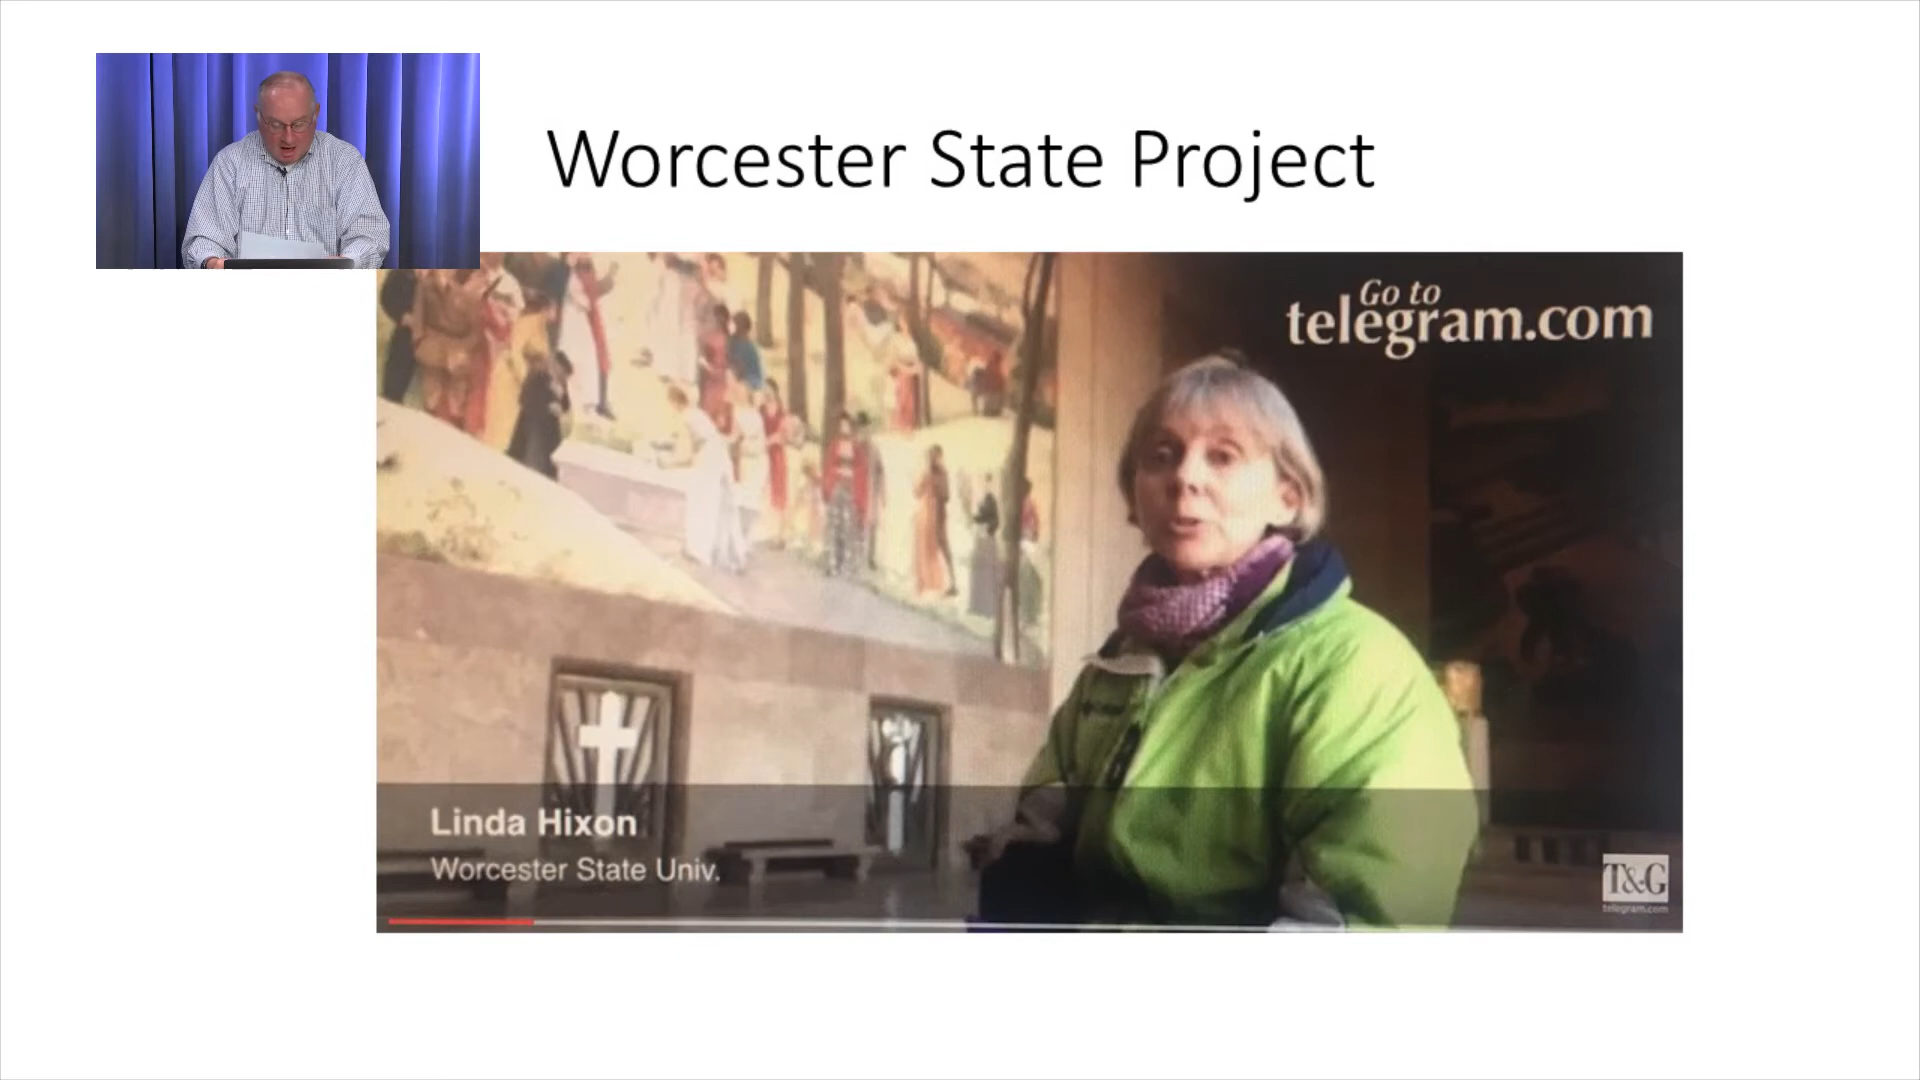 Worcester State Project
Go to
telegram.com
Linda Hixon
Worcester State Univ.
T&G
telegram.com